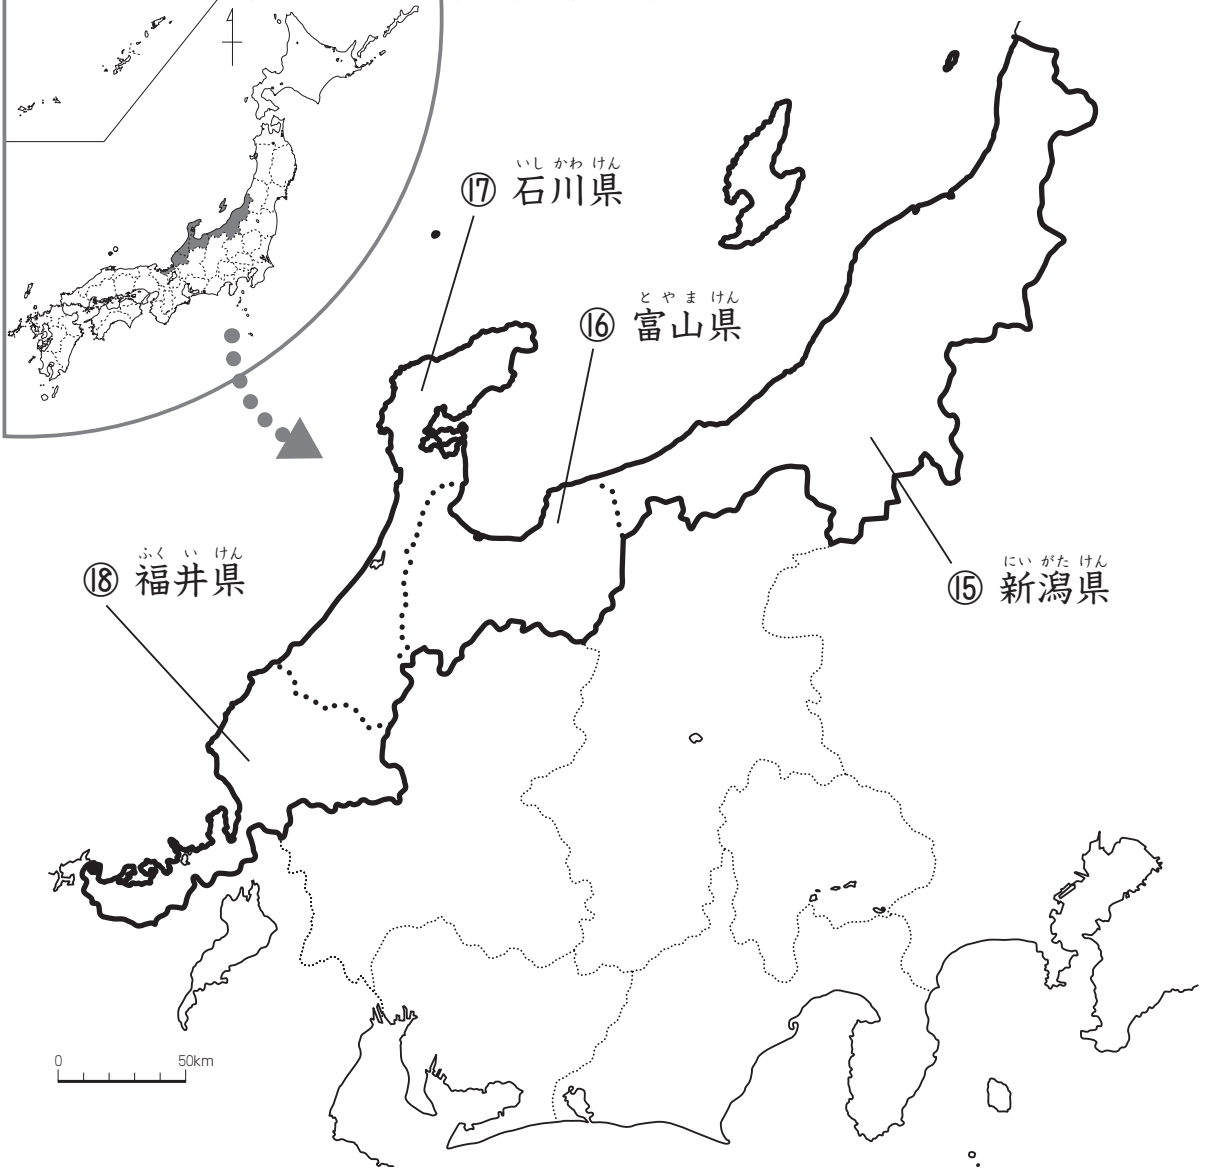 いし かわ けん
⑰ 石川県
と や ま けん
⑯ 富山県
ふく い けん
⑱ 福井県
にい がた けん
⑮ 新潟県
0 50km